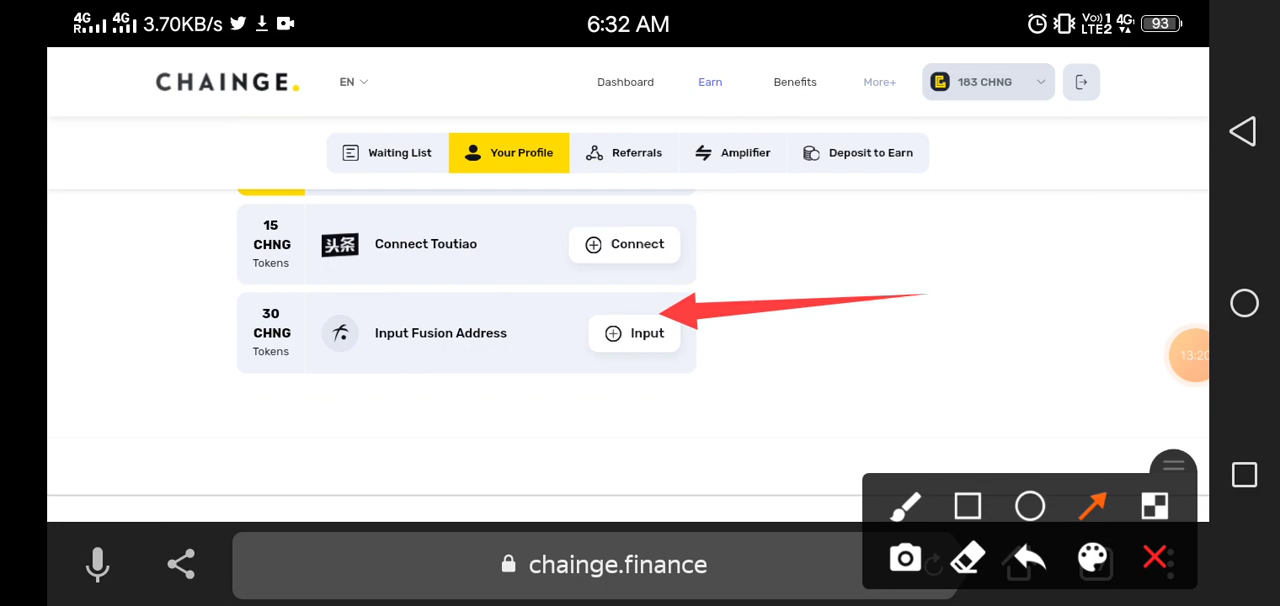 4G R 4G 3.70KB/s 6:32 AM Vo)) 1 LTE2 4G 93
CHAINGE. EN Dashboard Earn Benefits More+ 183 CHNG
Waiting List Your Profile Referrals Amplifier Deposit to Earn
15
CHNG
Tokens
头条 Connect Toutiao Connect
30
CHNG
Tokens
Input Fusion Address Input
13:20
chainge.finance